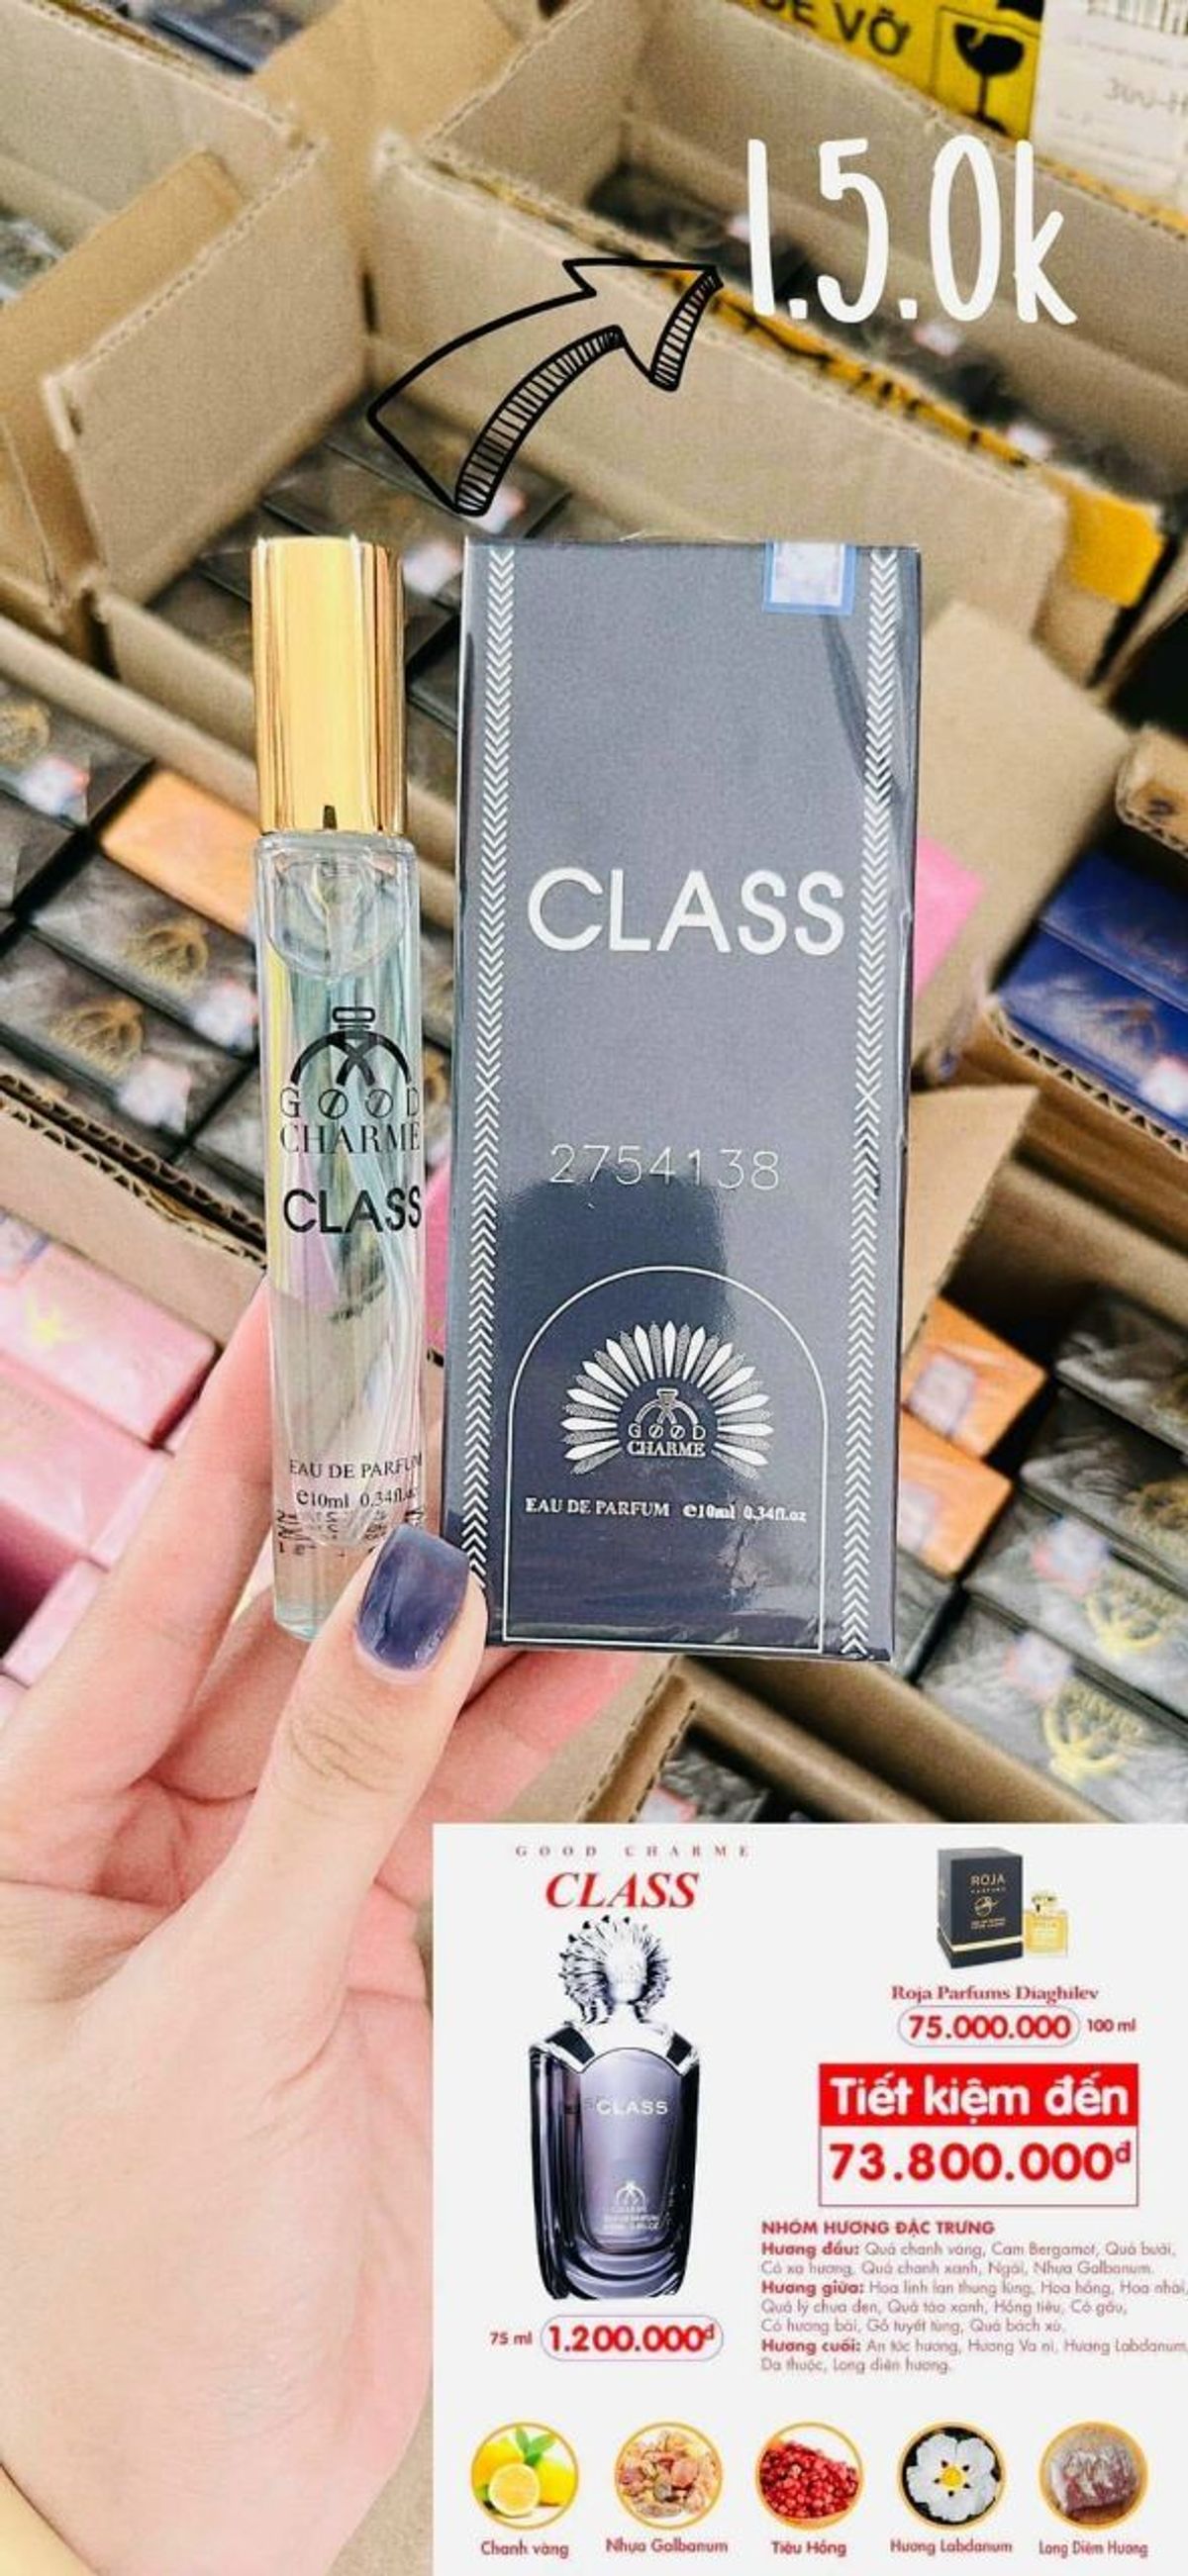 DỄ VỠ
1.5.0k
CLASS
2754138
GOOD
CHARME
EAU DE PARFUM e10ml 0.34fl.oz
GOOD
CHARME
CLASS
EAU DE PARFUM
e10ml 0.34fl.oz
GOOD CHARME
CLASS
CLASS
75 ml 1.200.000đ
ROJA
PARFUMS
Roja Parfums Diaghilev
75.000.000 100 ml
Tiết kiệm đến
73.800.000đ
NHÓM HƯƠNG ĐẶC TRƯNG
Hương đầu: Quả chanh vàng, Cam Bergamot, Quả bưởi,
Cỏ xạ hương, Quả chanh xanh, Ngải, Nhựa Galbanum.
Hương giữa: Hoa linh lan thung lũng, Hoa hồng, Hoa nhài,
Quả lý chua đen, Quả táo xanh, Hồng tiêu, Cỏ gấu,
Cỏ hương bài, Gỗ tuyết tùng, Quả bách xù.
Hương cuối: An tức hương, Hương Va ni, Hương Labdanum,
Da thuộc, Long diên hương.
Chanh vàng
Nhựa Galbanum
Tiêu Hồng
Hương Labdanum
Long Diêm Hương